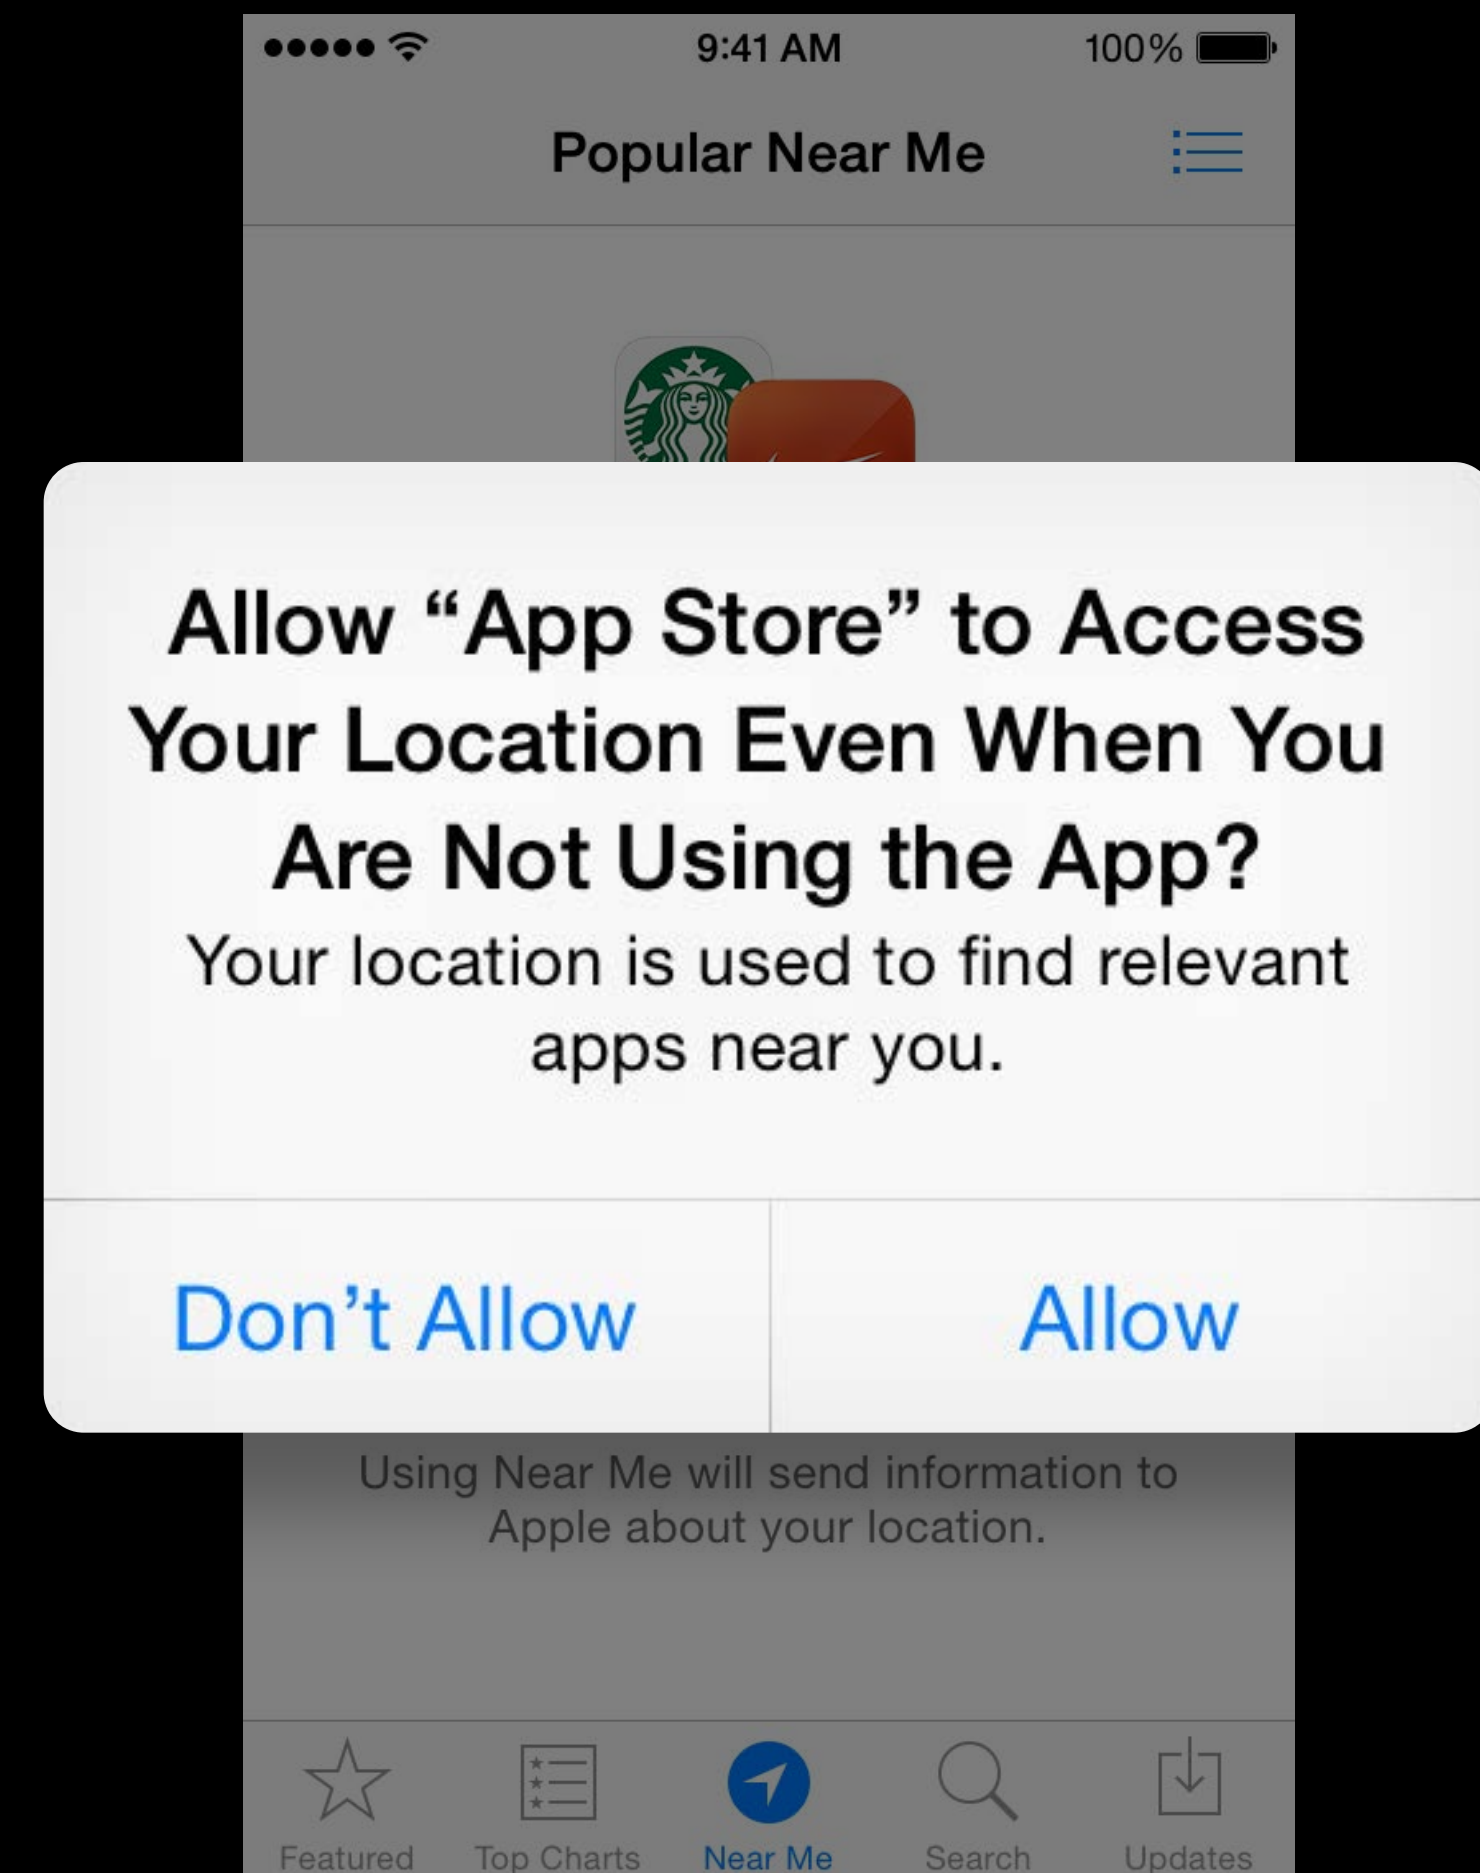 9:41 AM 100%
Popular Near Me
Allow “App Store” to Access
Your Location Even When You
Are Not Using the App?
Your location is used to find relevant
apps near you.
Don’t Allow Allow
Using Near Me will send information to
Apple about your location.
Featured Top Charts Near Me Search Updates